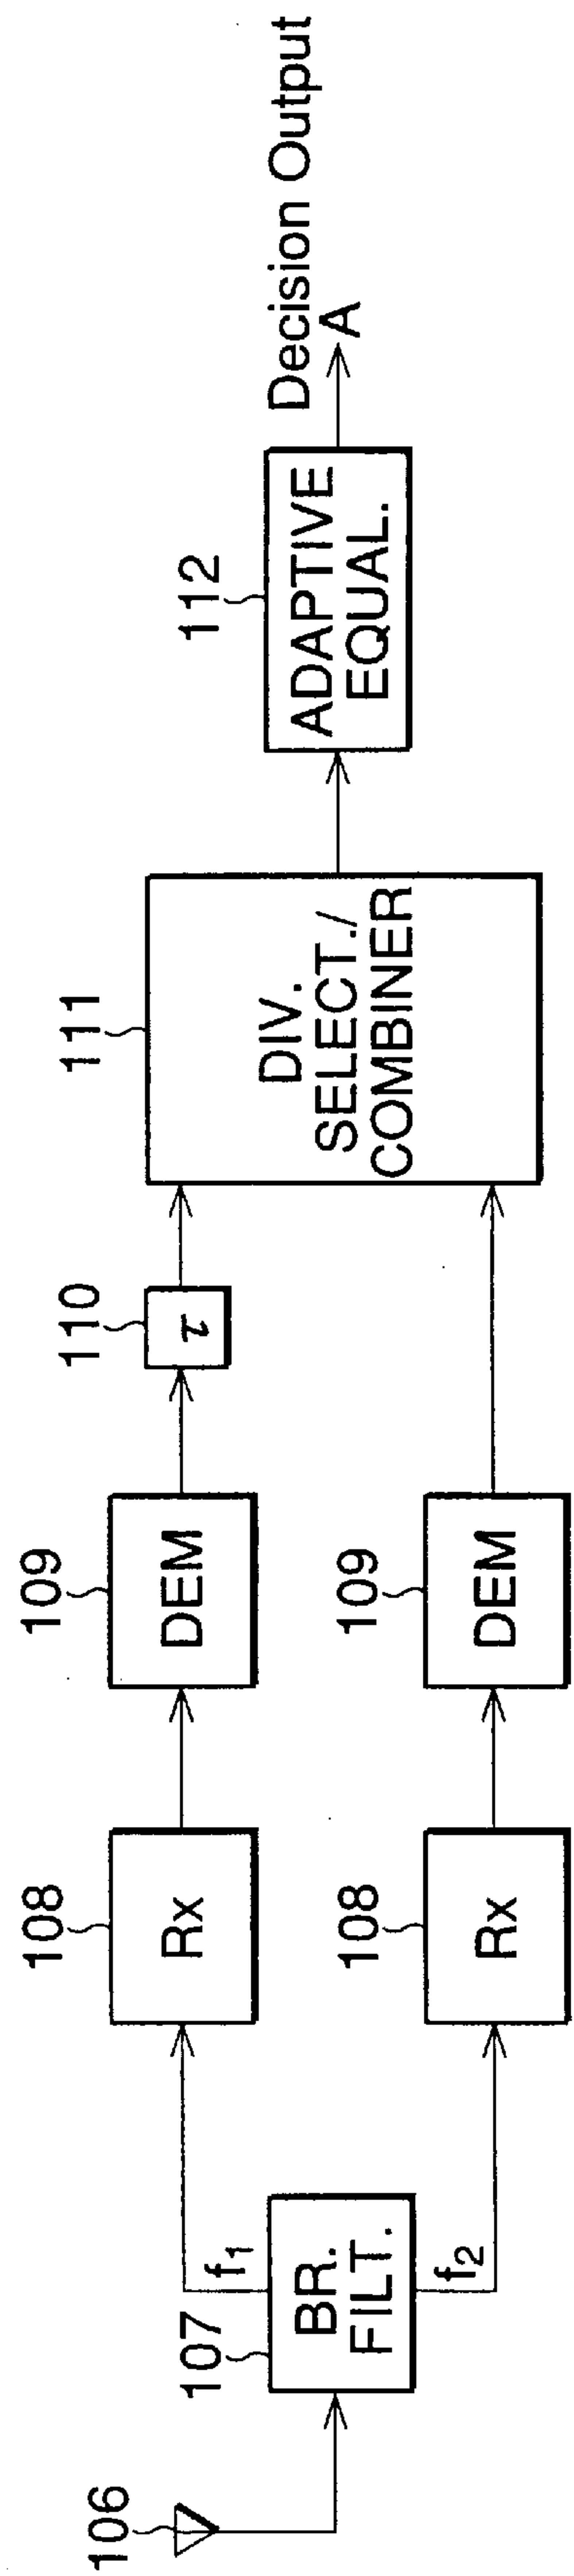 106
107
BR.
FILT.
f1
f2
108
Rx
108
Rx
109
DEM
109
DEM
110
τ
111
DIV.
SELECT./
COMBINER
112
ADAPTIVE
EQUAL.
Decision Output
A